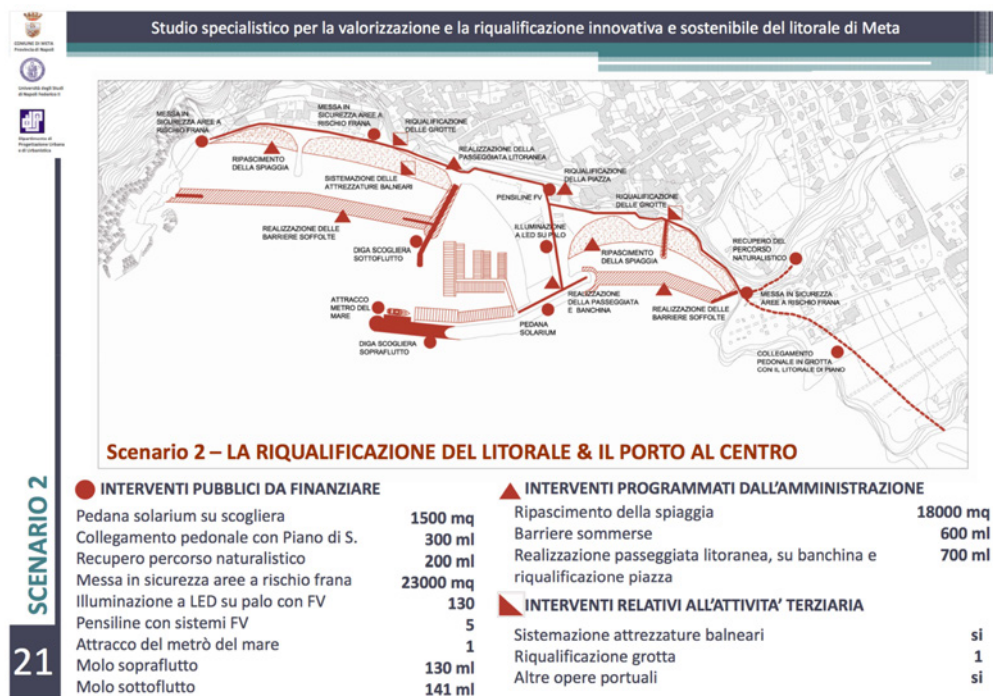 Studio specialistico per la valorizzazione e la riqualificazione innovativa e sostenibile del litorale di Meta
COMUNE DI META
Provincia di Napoli
Università degli Studi
di Napoli Federico II
Dipartimento di
Progettazione Urbana
e di Urbanistica
MESSA IN
SICUREZZA AREE A
RISCHIO FRANA
MESSA IN
SICUREZZA AREE A
RISCHIO FRANA
RIQUALIFICAZIONE
DELLE GROTTE
REALIZZAZIONE DELLA
PASSEGGIATA LITORANEA
RIPASCIMENTO
DELLA SPIAGGIA
SISTEMAZIONE DELLE
ATTREZZATURE BALNEARI
RIQUALIFICAZIONE
DELLA PIAZZA
PENSILINE FV
RIQUALIFICAZIONE
DELLE GROTTE
REALIZZAZIONE DELLE
BARRIERE SOFFOLTE
ILLUMINAZIONE
A LED SU PALO
DIGA SCOGLIERA
SOTTOFLUTTO
RIPASCIMENTO
DELLA SPIAGGIA
RECUPERO DEL
PERCORSO
NATURALISTICO
ATTRACCO
METRO DEL
MARE
REALIZZAZIONE
DELLA PASSEGGIATA
E BANCHINA
MESSA IN SICUREZZA
AREE A RISCHIO FRANA
REALIZZAZIONE DELLE
BARRIERE SOFFOLTE
PEDANA
SOLARIUM
DIGA SCOGLIERA
SOPRAFLUTTO
COLLEGAMENTO
PEDONALE IN GROTTA
CON IL LITORALE DI PIANO
Scenario 2 – LA RIQUALIFICAZIONE DEL LITORALE & IL PORTO AL CENTRO
SCENARIO 2
21
INTERVENTI PUBBLICI DA FINANZIARE
Pedana solarium su scogliera 1500 mq
Collegamento pedonale con Piano di S. 300 ml
Recupero percorso naturalistico 200 ml
Messa in sicurezza aree a rischio frana 23000 mq
Illuminazione a LED su palo con FV 130
Pensiline con sistemi FV 5
Attracco del metrò del mare 1
Molo sopraflutto 130 ml
Molo sottoflutto 141 ml
INTERVENTI PROGRAMMATI DALL'AMMINISTRAZIONE
Ripascimento della spiaggia 18000 mq
Barriere sommerse 600 ml
Realizzazione passeggiata litoranea, su banchina e 700 ml
riqualificazione piazza
INTERVENTI RELATIVI ALL'ATTIVITA' TERZIARIA
Sistemazione attrezzature balneari si
Riqualificazione grotta 1
Altre opere portuali si